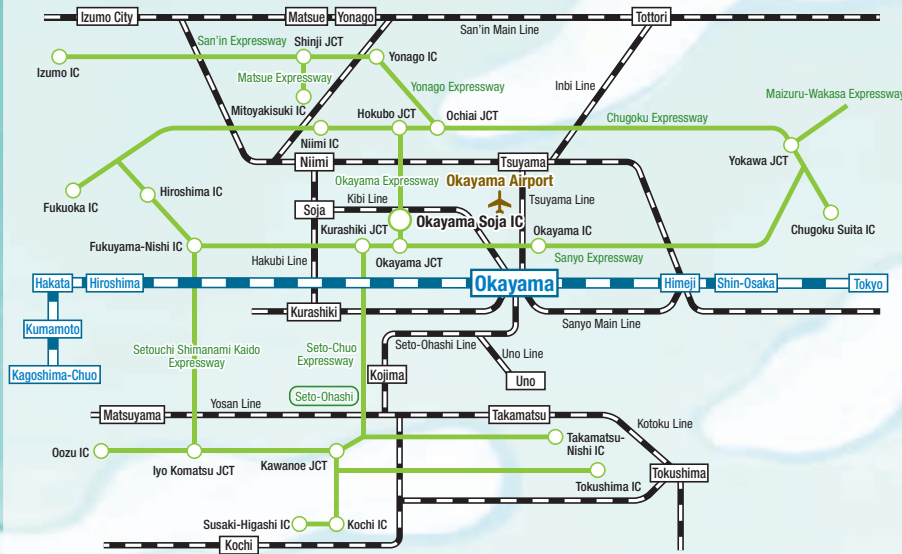 Izumo City
Matsue
Yonago
Tottori
San'in Main Line
San'in Expressway
Shinji JCT
Yonago IC
Izumo IC
Matsue Expressway
Mitoyakisuki IC
Yonago Expressway
Inbi Line
Maizuru-Wakasa Expressway
Hokubo JCT
Ochiai JCT
Chugoku Expressway
Niimi IC
Yokawa JCT
Niimi
Tsuyama
Okayama Expressway
Okayama Airport
Fukuoka IC
Hiroshima IC
Kibi Line
Tsuyama Line
Soja
Okayama Soja IC
Chugoku Suita IC
Fukuyama-Nishi IC
Kurashiki JCT
Okayama IC
Hakubi Line
Okayama JCT
Sanyo Expressway
Hakata
Hiroshima
Okayama
Himeji
Shin-Osaka
Tokyo
Kurashiki
Sanyo Main Line
Kumamoto
Seto-Ohashi Line
Setouchi Shimanami Kaido
Expressway
Seto-Chuo
Expressway
Uno Line
Kagoshima-Chuo
Kojima
Uno
Seto-Ohashi
Matsuyama
Yosan Line
Takamatsu
Kotoku Line
Oozu IC
Iyo Komatsu JCT
Kawanoe JCT
Takamatsu-
Nishi IC
Tokushima
Tokushima IC
Susaki-Higashi IC
Kochi IC
Kochi